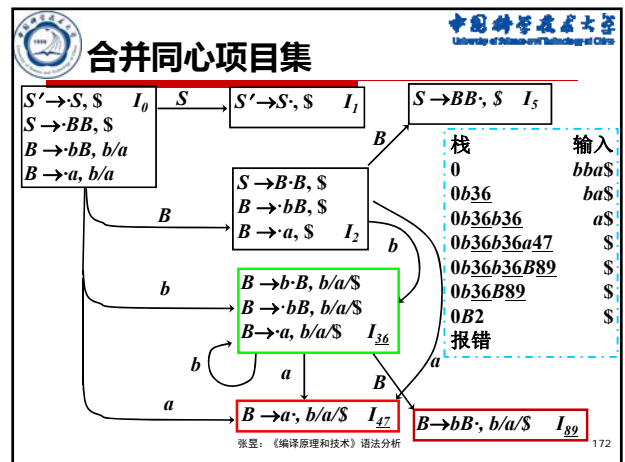 中国科学技术大学
University of Science and Technology of China
合并同心项目集
S′→·S, $ I₀
S →·BB, $
B →·bB, b/a
B →·a, b/a
S
S′→S·, $ I₁
S →BB·, $ I₅
B
S →B·B, $
B →·bB, $
B →·a, $ I₂
B
b
b
B →b·B, b/a/$
B →·bB, b/a/$
B→·a, b/a/$ I₃₆
b
a
B
a
a
B →a·, b/a/$ I₄₇
B→bB·, b/a/$ I₈₉
栈 输入
0 bba$
0b36 ba$
0b36b36 a$
0b36b36a47 $
0b36b36B89 $
0b36B89 $
0B2 $
报错
张昱：《编译原理和技术》语法分析 172